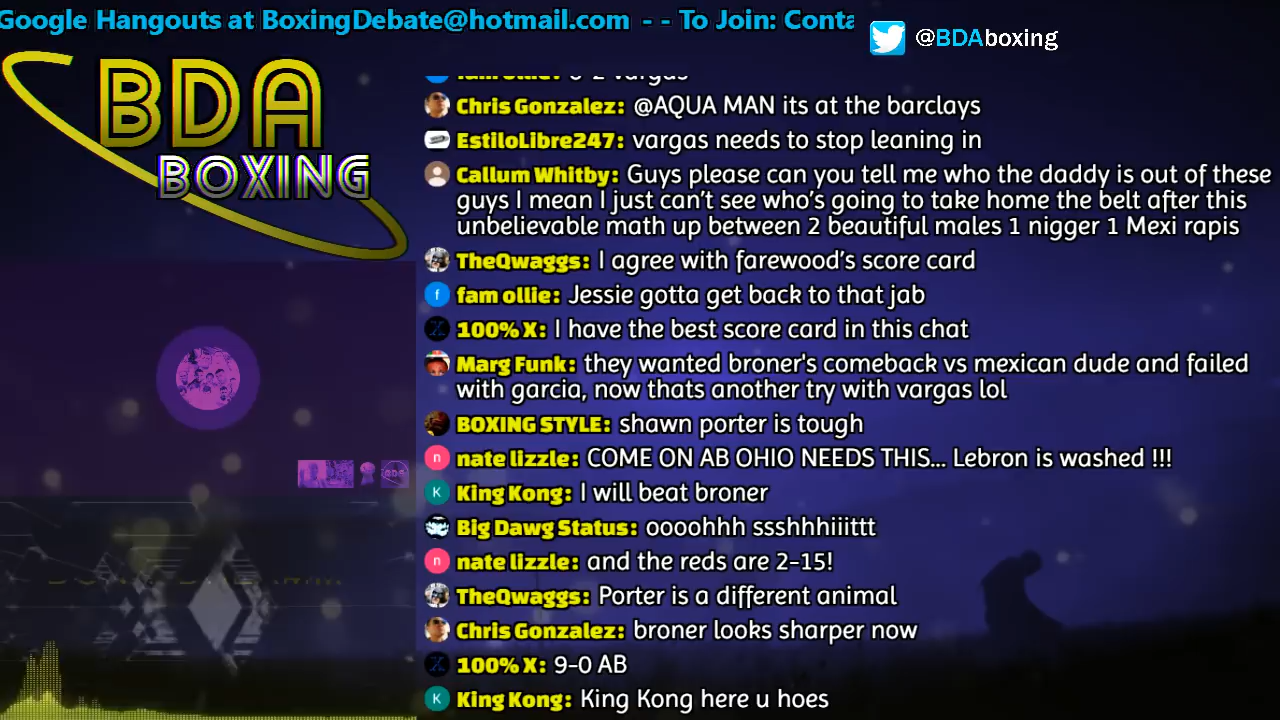 Google Hangouts at BoxingDebate@hotmail.com - - To Join: Conta
@BDAboxing
BDA
BOXING
fam ollie: 6-2 vargas
Chris Gonzalez: @AQUA MAN its at the barclays
EstiloLibre247: vargas needs to stop leaning in
Callum Whitby: Guys please can you tell me who the daddy is out of these
guys I mean I just can't see who's going to take home the belt after this
unbelievable math up between 2 beautiful males 1 nigger 1 Mexi rapis
TheQwaggs: I agree with farewood's score card
fam ollie: Jessie gotta get back to that jab
100% X: I have the best score card in this chat
Marg Funk: they wanted broner's comeback vs mexican dude and failed
with garcia, now thats another try with vargas lol
BOXING STYLE: shawn porter is tough
nate lizzle: COME ON AB OHIO NEEDS THIS... Lebron is washed !!!
King Kong: I will beat broner
Big Dawg Status: oooohhh ssshhhiiittt
nate lizzle: and the reds are 2-15!
TheQwaggs: Porter is a different animal
Chris Gonzalez: broner looks sharper now
100% X: 9-0 AB
King Kong: King Kong here u hoes